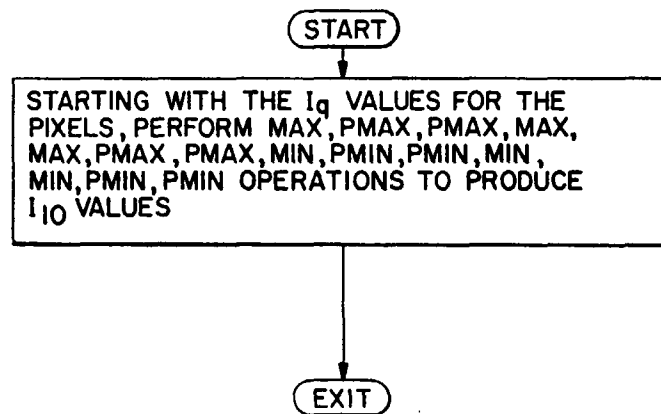 START
STARTING WITH THE Iq VALUES FOR THE
PIXELS, PERFORM MAX, PMAX, PMAX, MAX,
MAX, PMAX, PMAX, MIN, PMIN, PMIN, MIN,
MIN, PMIN, PMIN OPERATIONS TO PRODUCE
I10 VALUES
EXIT